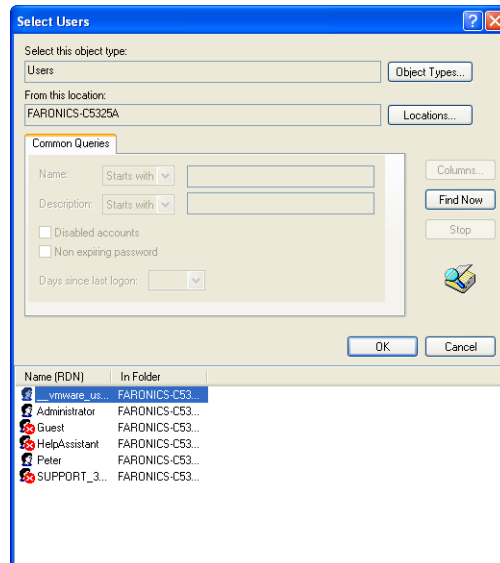 Select Users
Select this object type:
Users
Object Types...
From this location:
FARONICS-C5325A
Locations...
Common Queries
Name:
Starts with
Columns...
Description:
Starts with
Find Now
Disabled accounts
Stop
Non expiring password
Days since last logon:
OK
Cancel
Name (RDN) In Folder
__vmware_us... FARONICS-C53...
Administrator FARONICS-C53...
Guest FARONICS-C53...
HelpAssistant FARONICS-C53...
Peter FARONICS-C53...
SUPPORT_3... FARONICS-C53...